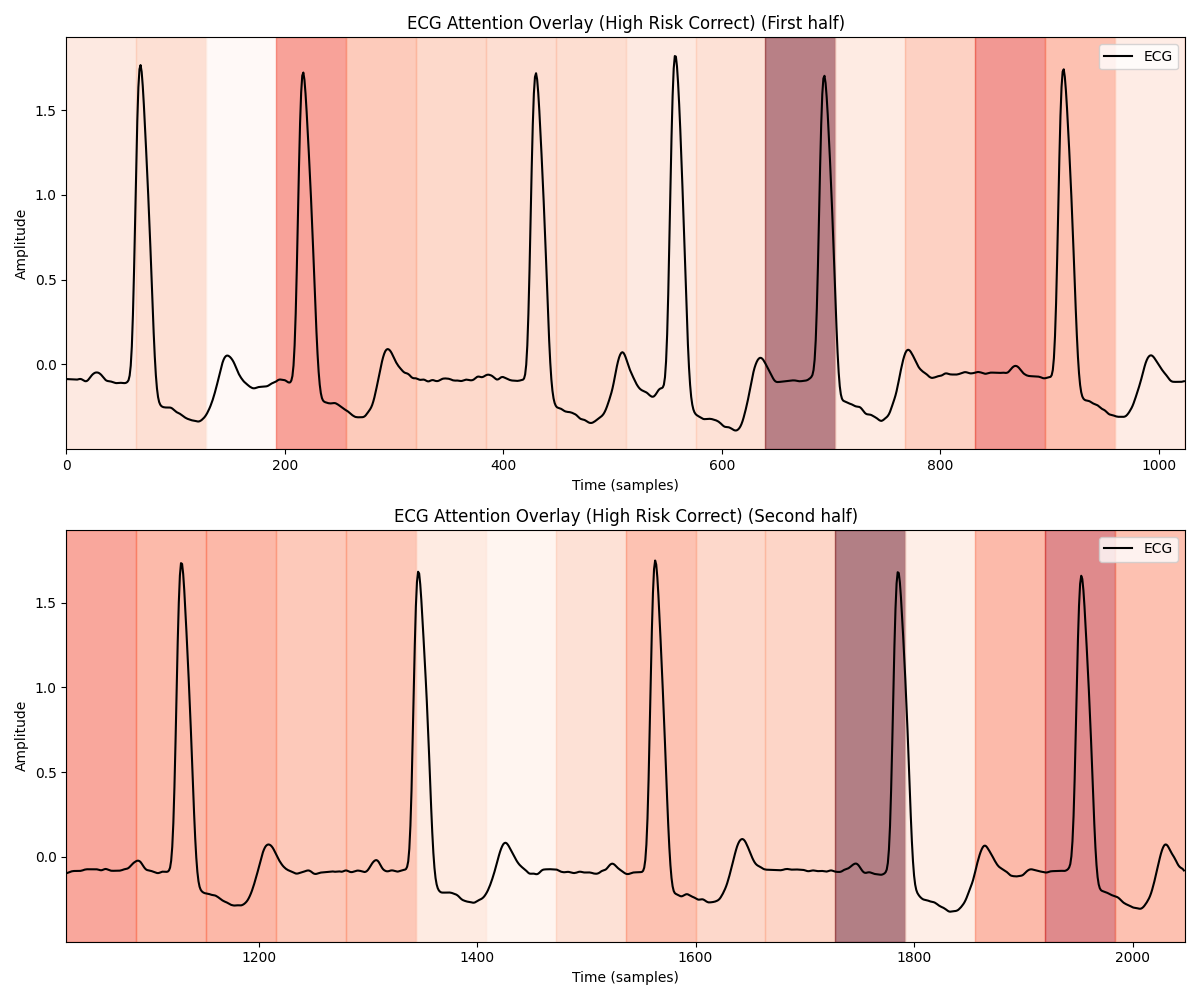 ECG Attention Overlay (High Risk Correct) (First half)
ECG
Amplitude
1.5
1.0
0.5
0.0
0 200 400 600 800 1000
Time (samples)
ECG Attention Overlay (High Risk Correct) (Second half)
ECG
Amplitude
1.5
1.0
0.5
0.0
1200 1400 1600 1800 2000
Time (samples)